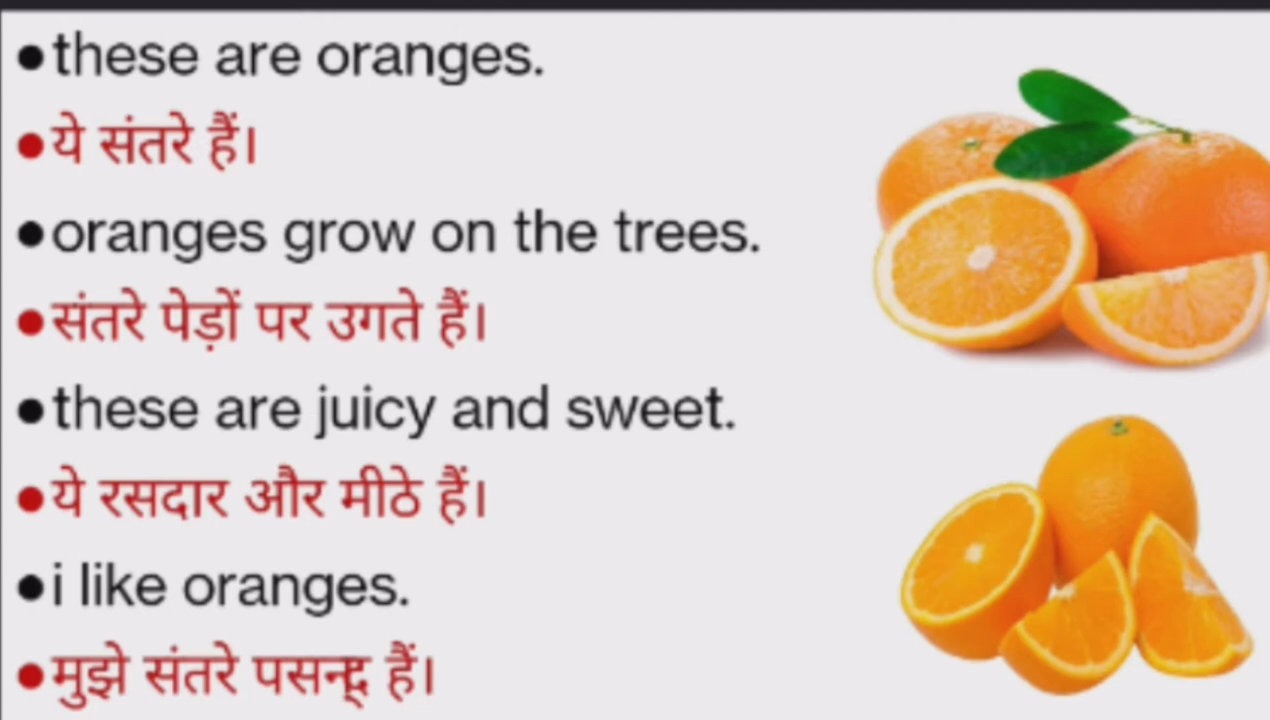 •these are oranges.
•ये संतरे हैं।
•oranges grow on the trees.
•संतरे पेड़ों पर उगते हैं।
•these are juicy and sweet.
•ये रसदार और मीठे हैं।
•i like oranges.
•मुझे संतरे पसन्द् हैं।